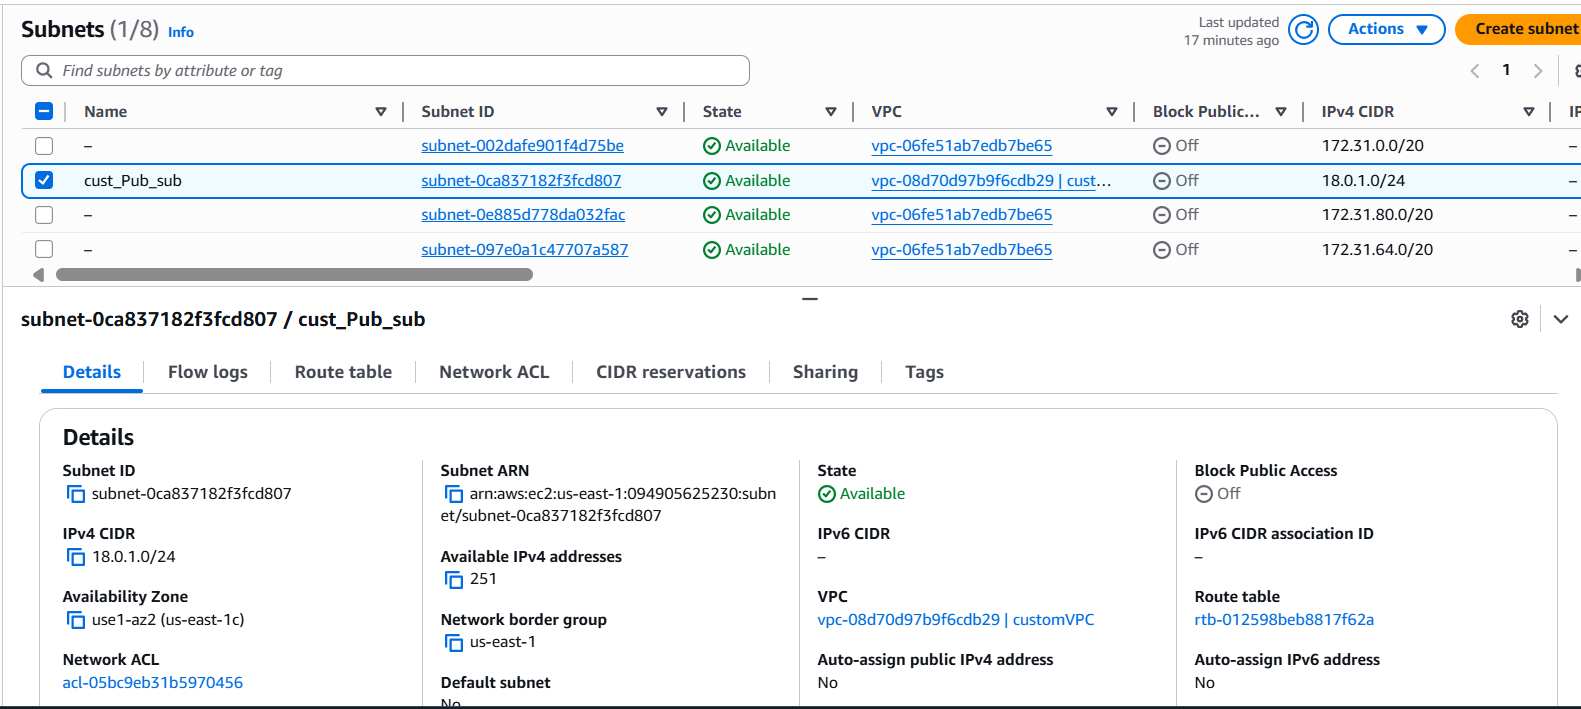 Subnets (1/8) Info
Last updated
17 minutes ago
Actions
Create subnet
Find subnets by attribute or tag
1
Name
Subnet ID
State
VPC
Block Public...
IPv4 CIDR
–
subnet-002dafe901f4d75be
Available
vpc-06fe51ab7edb7be65
Off
172.31.0.0/20
–
cust_Pub_sub
subnet-0ca837182f3fcd807
Available
vpc-08d70d97b9f6cdb29 | cust...
Off
18.0.1.0/24
–
–
subnet-0e885d778da032fac
Available
vpc-06fe51ab7edb7be65
Off
172.31.80.0/20
–
–
subnet-097e0a1c47707a587
Available
vpc-06fe51ab7edb7be65
Off
172.31.64.0/20
–
subnet-0ca837182f3fcd807 / cust_Pub_sub
Details
Flow logs
Route table
Network ACL
CIDR reservations
Sharing
Tags
Details
Subnet ID
subnet-0ca837182f3fcd807
IPv4 CIDR
18.0.1.0/24
Availability Zone
use1-az2 (us-east-1c)
Network ACL
acl-05bc9eb31b5970456
Subnet ARN
arn:aws:ec2:us-east-1:094905625230:subn
et/subnet-0ca837182f3fcd807
Available IPv4 addresses
251
Network border group
us-east-1
Default subnet
No
State
Available
IPv6 CIDR
–
VPC
vpc-08d70d97b9f6cdb29 | customVPC
Auto-assign public IPv4 address
No
Block Public Access
Off
IPv6 CIDR association ID
–
Route table
rtb-012598beb8817f62a
Auto-assign IPv6 address
No